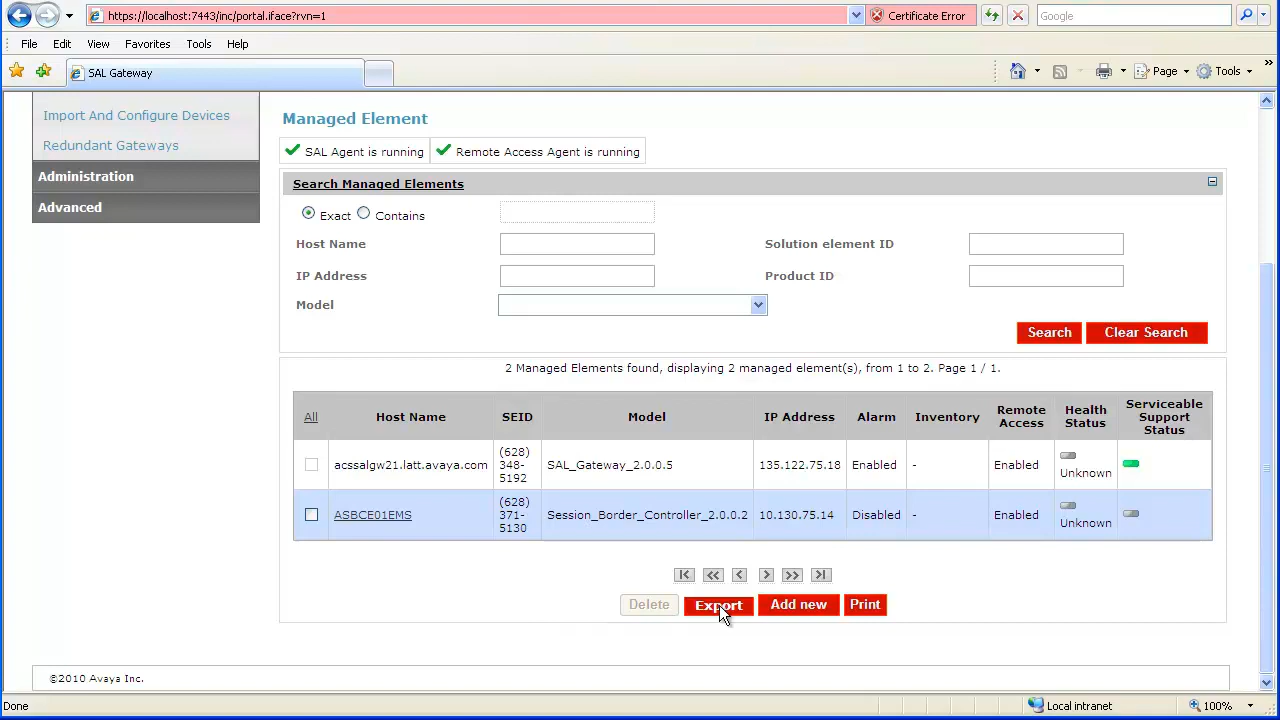 https://localhost:7443/inc/portal.iface?rvn=1
Certificate Error
Google
File Edit View Favorites Tools Help
SAL Gateway
Page Tools
Import And Configure Devices
Redundant Gateways
Administration
Advanced
Managed Element
SAL Agent is running
Remote Access Agent is running
Search Managed Elements
Exact Contains
Host Name
Solution element ID
IP Address
Product ID
Model
Search Clear Search
2 Managed Elements found, displaying 2 managed element(s), from 1 to 2. Page 1 / 1.
All Host Name SEID Model IP Address Alarm Inventory Remote Access Health Status Serviceable Support Status
acssalgw21.lattavaya.com (628) 348-5192 SAL_Gateway_2.0.0.5 135.122.75.18 Enabled - Enabled Unknown
ASBCE01EMS (628) 371-5130 Session_Border_Controller_2.0.0.2 10.130.75.14 Disabled - Enabled Unknown
Delete Export Add new Print
©2010 Avaya Inc.
Done Local intranet 100%